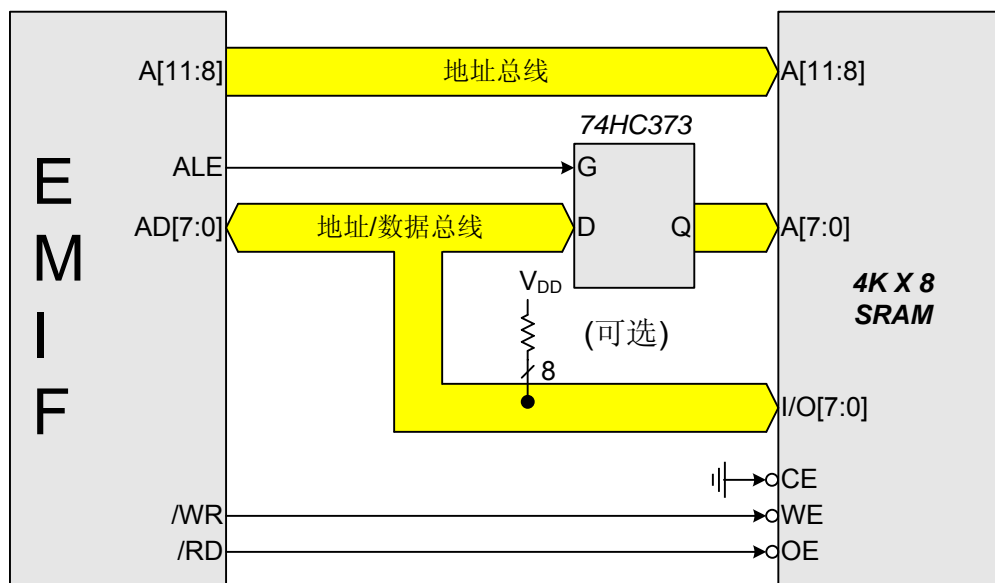 A[11:8]
地址总线
A[11:8]
74HC373
ALE
G
E
M
I
F
AD[7:0]
地址/数据总线
D
Q
A[7:0]
VDD
(可选)
4K X 8
SRAM
8
I/O[7:0]
CE
/WR
WE
/RD
OE